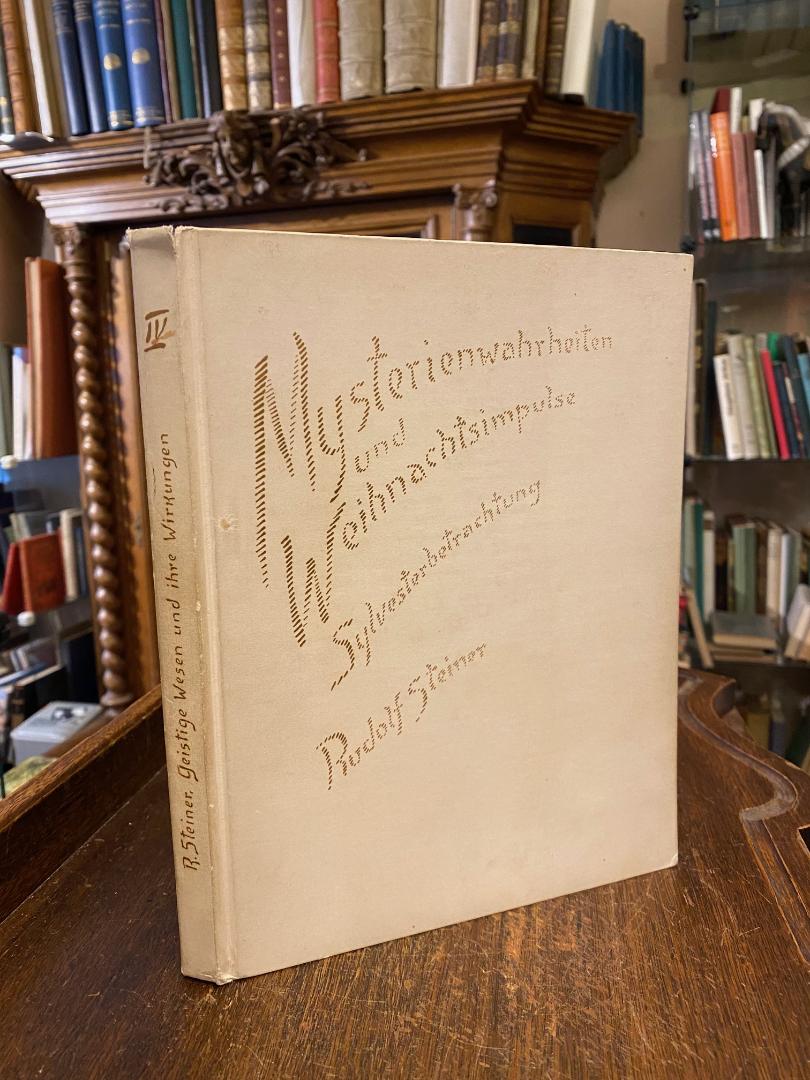 IV
R. Steiner, Geistige Wesen und ihre Wirkungen
Mysterienwahrheiten
und
Weihnachtsimpulse
Sylvesterbetrachtung
Rudolf Steiner